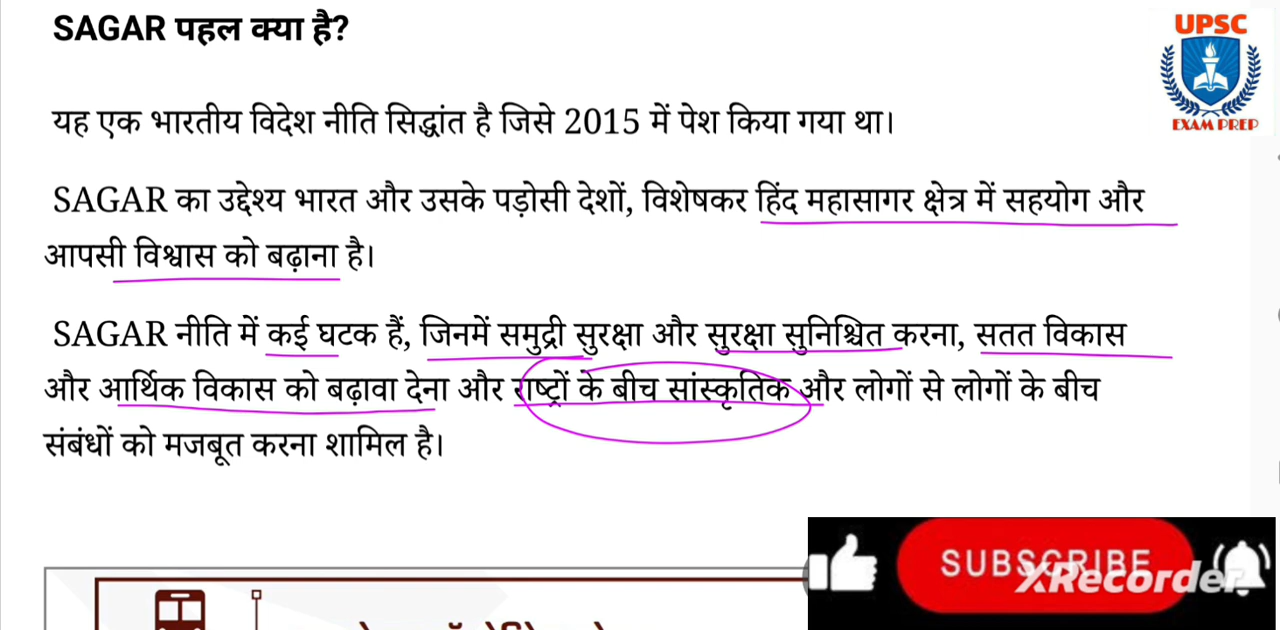 SAGAR पहल क्या है?
UPSC
EXAM PREP
यह एक भारतीय विदेश नीति सिद्धांत है जिसे 2015 में पेश किया गया था।
SAGAR का उद्देश्य भारत और उसके पड़ोसी देशों, विशेषकर हिंद महासागर क्षेत्र में सहयोग और
आपसी विश्वास को बढ़ाना है।
SAGAR नीति में कई घटक हैं, जिनमें समुद्री सुरक्षा और सुरक्षा सुनिश्चित करना, सतत विकास
और आर्थिक विकास को बढ़ावा देना और राष्ट्रों के बीच सांस्कृतिक और लोगों से लोगों के बीच
संबंधों को मजबूत करना शामिल है।
SUBSCRIBE
XRecorder